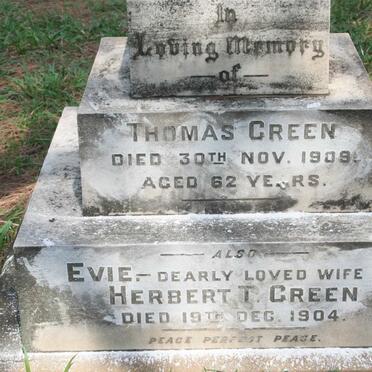 In
Loving Memory
— of —
THOMAS GREEN
DIED 30TH NOV. 1909.
AGED 62 YEARS.
— ALSO —
EVIE.- DEARLY LOVED WIFE
HERBERT T. GREEN
DIED 19TH DEC. 1904.
PEACE PERFECT PEACE.